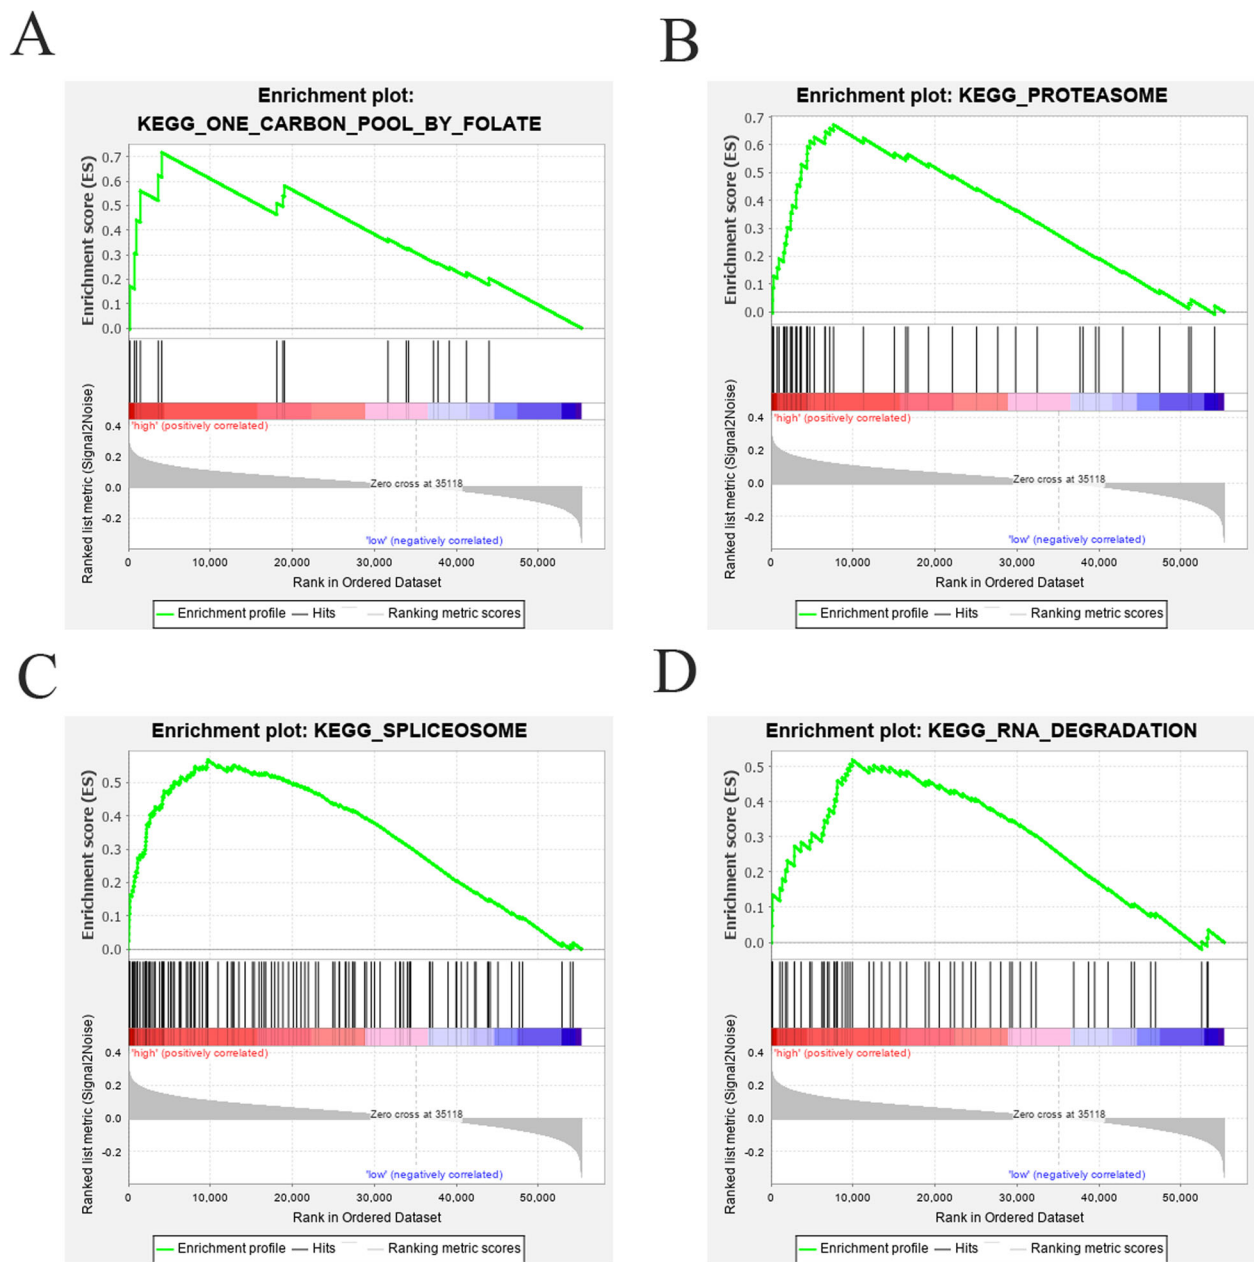 A
Enrichment plot:
KEGG_ONE_CARBON_POOL_BY_FOLATE
Enrichment score (ES)
0.7
0.6
0.5
0.4
0.3
0.2
0.1
0.0
Ranked list metric (Signal2Noise)
'high' (positively correlated)
0.4
0.2
0.0
-0.2
Zero cross at 35118
'low' (negatively correlated)
0 10,000 20,000 30,000 40,000 50,000
Rank in Ordered Dataset
Enrichment profile Hits Ranking metric scores
B
Enrichment plot: KEGG_PROTEASOME
Enrichment score (ES)
0.7
0.6
0.5
0.4
0.3
0.2
0.1
0.0
Ranked list metric (Signal2Noise)
'high' (positively correlated)
0.4
0.2
0.0
-0.2
Zero cross at 35118
'low' (negatively correlated)
0 10,000 20,000 30,000 40,000 50,000
Rank in Ordered Dataset
Enrichment profile Hits Ranking metric scores
C
Enrichment plot: KEGG_SPLICEOSOME
Enrichment score (ES)
0.5
0.4
0.3
0.2
0.1
0.0
Ranked list metric (Signal2Noise)
'high' (positively correlated)
0.4
0.2
0.0
-0.2
Zero cross at 35118
'low' (negatively correlated)
0 10,000 20,000 30,000 40,000 50,000
Rank in Ordered Dataset
Enrichment profile Hits Ranking metric scores
D
Enrichment plot: KEGG_RNA_DEGRADATION
Enrichment score (ES)
0.5
0.4
0.3
0.2
0.1
0.0
Ranked list metric (Signal2Noise)
'high' (positively correlated)
0.4
0.2
0.0
-0.2
Zero cross at 35118
'low' (negatively correlated)
0 10,000 20,000 30,000 40,000 50,000
Rank in Ordered Dataset
Enrichment profile Hits Ranking metric scores